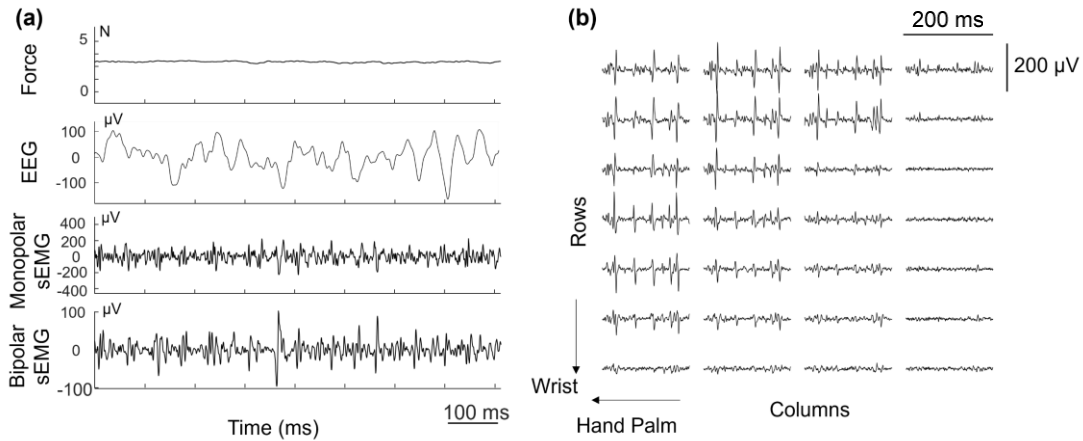 (a)
N
5
0
Force
µV
100
0
-100
EEG
µV
400
200
0
-200
-400
Monopolar
sEMG
µV
100
0
-100
Bipolar
sEMG
Time (ms)
100 ms
(b)
200 ms
200 µV
Rows
Wrist
Hand Palm
Columns